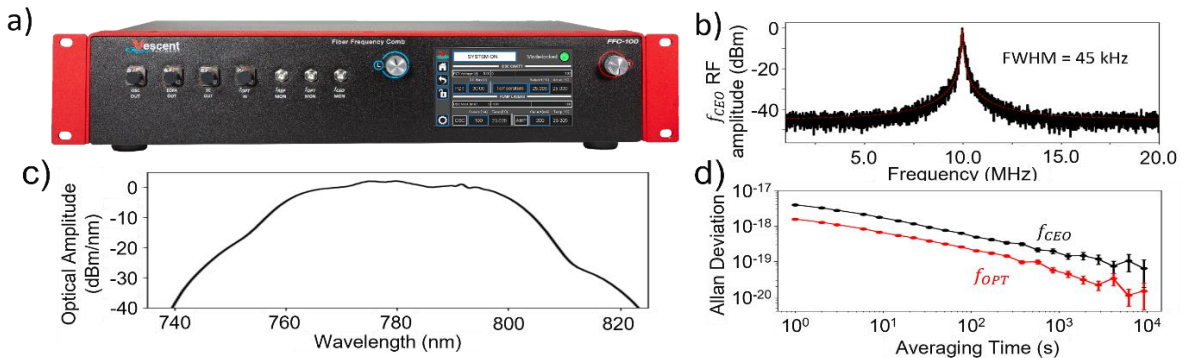 a)
Vescent
Fiber Frequency Comb
FFC-100
SYSTEM ON
Modelocked
OSC OUT
EDFA OUT
SC OUT
fOPT IN
fREP MON
fOPT MON
fCEO MON
b)
f_CEO RF
amplitude (dBm)
0
-20
-40
FWHM = 45 kHz
5.0 10.0 15.0 20.0
Frequency (MHz)
c)
Optical Amplitude
(dBm/nm)
0
-10
-20
-30
-40
740 760 780 800 820
Wavelength (nm)
d)
Allan Deviation
10⁻¹⁷
10⁻¹⁸
10⁻¹⁹
10⁻²⁰
f_CEO
f_OPT
10⁰ 10¹ 10² 10³ 10⁴
Averaging Time (s)